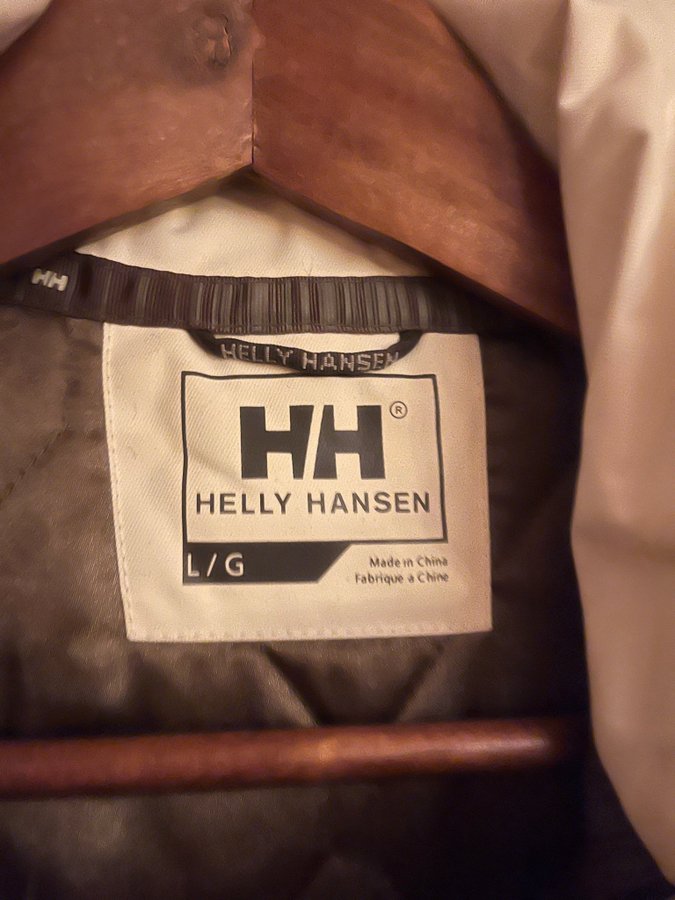 HH
HELLY HANSEN
HH ®
HELLY HANSEN
L / G
Made in China
Fabrique a Chine